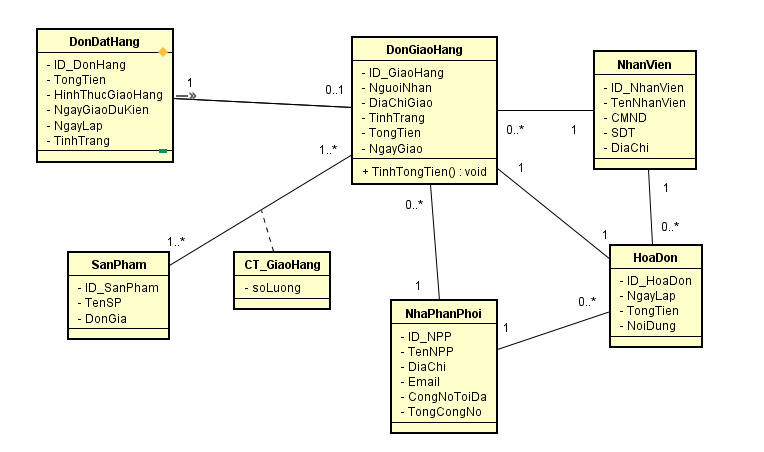 DonDatHang
- ID_DonHang
- TongTien
- HinhThucGiaoHang
- NgayGiaoDuKien
- NgayLap
- TinhTrang
1
0..1
DonGiaoHang
- ID_GiaoHang
- NguoiNhan
- DiaChiGiao
- TinhTrang
- TongTien
- NgayGiao
+ TinhTongTien() : void
0..*
1
NhanVien
- ID_NhanVien
- TenNhanVien
- CMND
- SDT
- DiaChi
1..*
1..*
0..*
1
1
1
1
0..*
SanPham
- ID_SanPham
- TenSP
- DonGia
CT_GiaoHang
- soLuong
NhaPhanPhoi
- ID_NPP
- TenNPP
- DiaChi
- Email
- CongNoToiDa
- TongCongNo
1
0..*
HoaDon
- ID_HoaDon
- NgayLap
- TongTien
- NoiDung